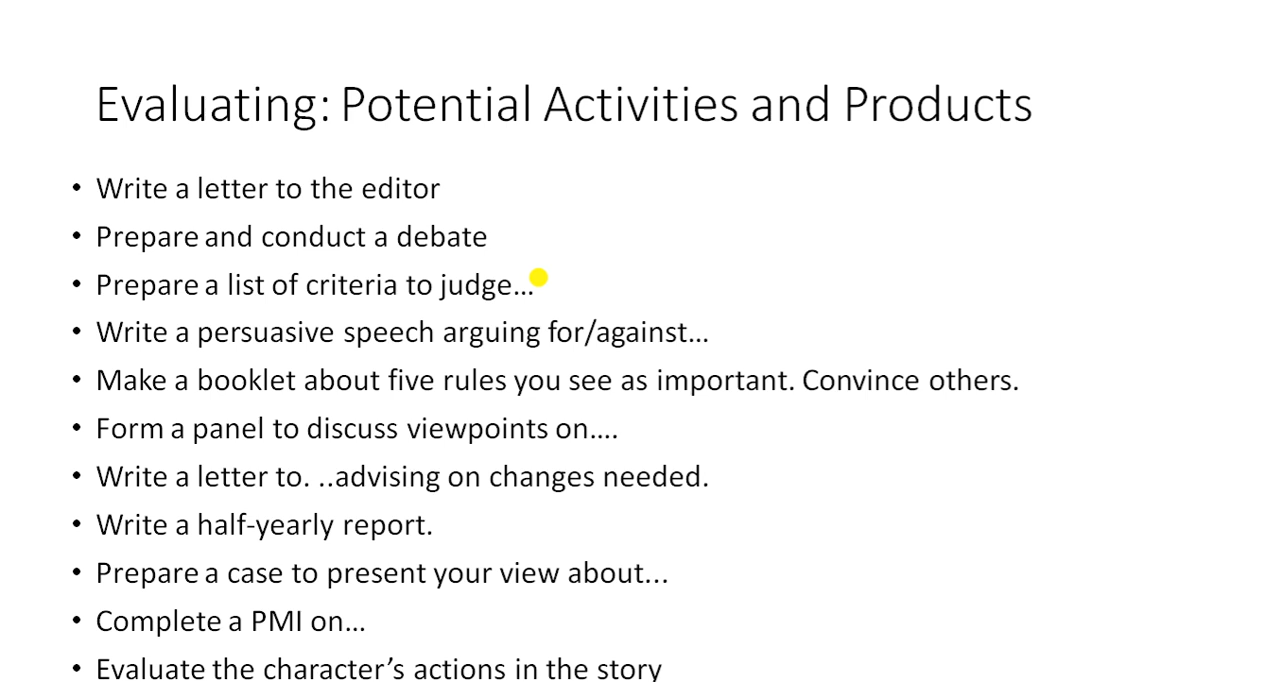 Evaluating: Potential Activities and Products
• Write a letter to the editor
• Prepare and conduct a debate
• Prepare a list of criteria to judge...
• Write a persuasive speech arguing for/against...
• Make a booklet about five rules you see as important. Convince others.
• Form a panel to discuss viewpoints on....
• Write a letter to. ..advising on changes needed.
• Write a half-yearly report.
• Prepare a case to present your view about...
• Complete a PMI on...
• Evaluate the character’s actions in the story